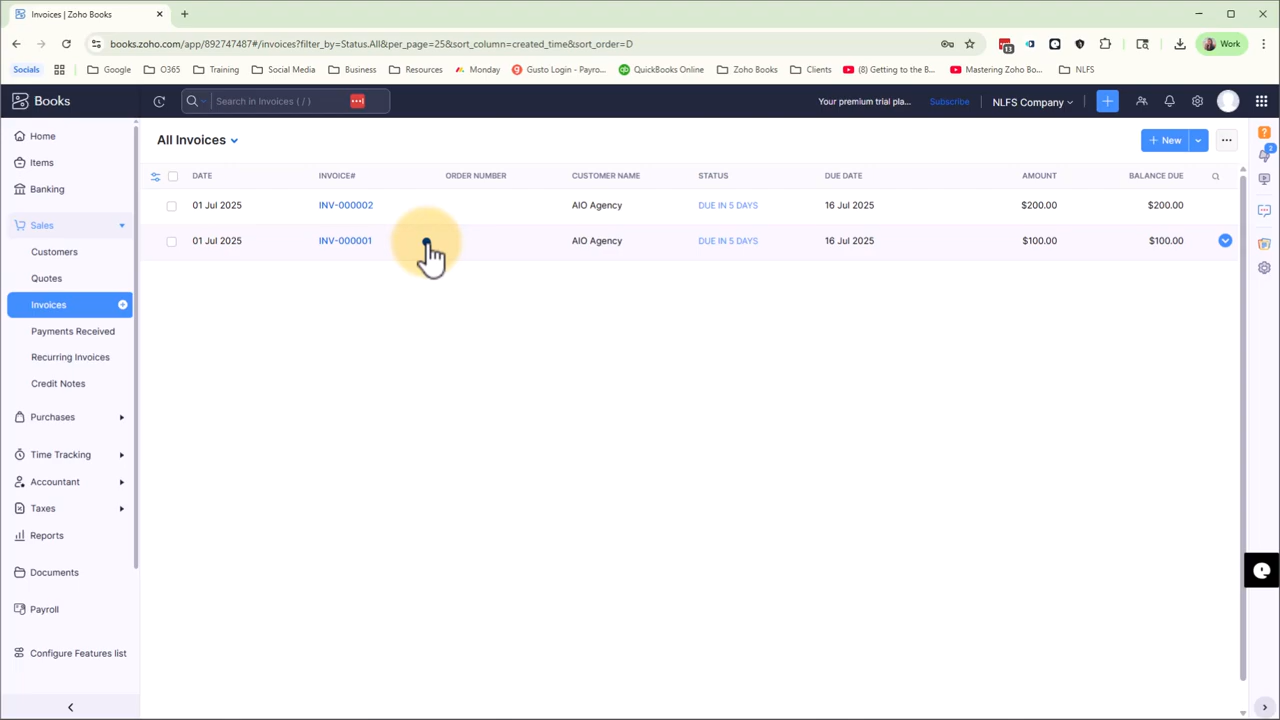 Invoices | Zoho Books
books.zoho.com/app/892747487#/invoices?filter_by=Status.All&per_page=25&sort_column=created_time&sort_order=D
13
Work
Socials Google O365 Training Social Media Business Resources Monday Gusto Login - Payro... QuickBooks Online Zoho Books Clients (8) Getting to the B... Mastering Zoho Bo... NLFS
Books
Search in Invoices ( / )
Your premium trial pla... Subscribe NLFS Company
Home
Items
Banking
Sales
Customers
Quotes
Invoices
Payments Received
Recurring Invoices
Credit Notes
Purchases
Time Tracking
Accountant
Taxes
Reports
Documents
Payroll
Configure Features list
All Invoices
+ New
DATE INVOICE# ORDER NUMBER CUSTOMER NAME STATUS DUE DATE AMOUNT BALANCE DUE
01 Jul 2025 INV-000002 AIO Agency DUE IN 5 DAYS 16 Jul 2025 $200.00 $200.00
01 Jul 2025 INV-000001 AIO Agency DUE IN 5 DAYS 16 Jul 2025 $100.00 $100.00
?
2